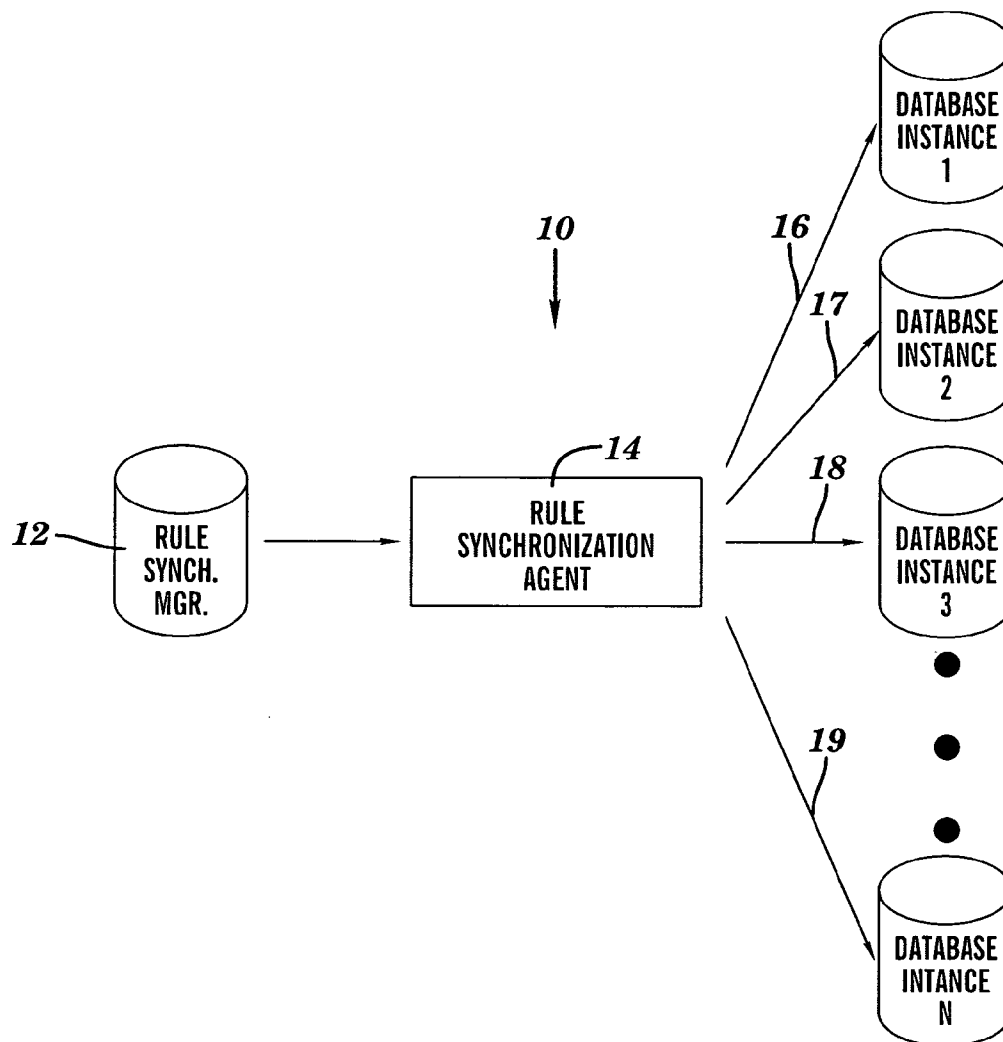 DATABASE
INSTANCE
1
10
16
17
DATABASE
INSTANCE
2
14
18
12
RULE
SYNCH.
MGR.
RULE
SYNCHRONIZATION
AGENT
DATABASE
INSTANCE
3
19
DATABASE
INTANCE
N